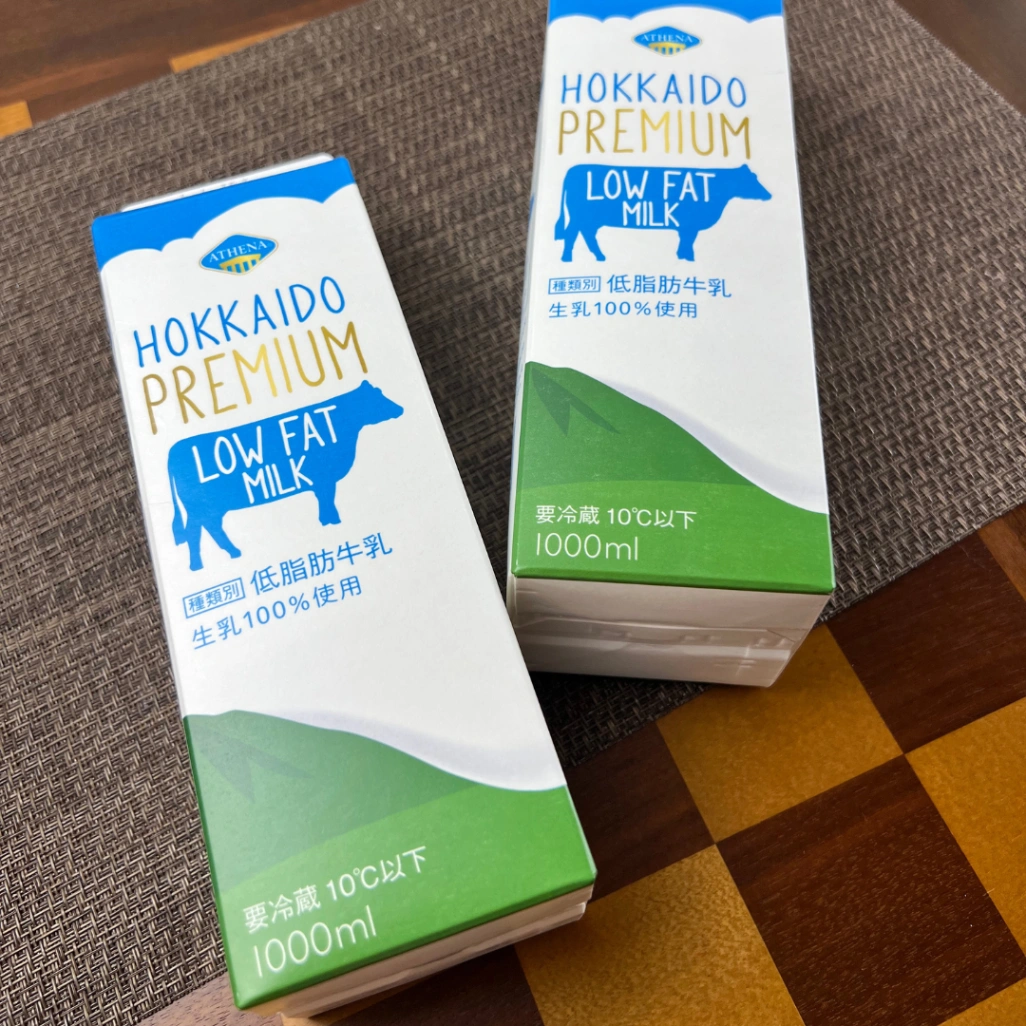 ATHENA
HOKKAIDO
PREMIUM
LOW FAT
MILK
種類別 低脂肪牛乳
生乳100%使用
要冷蔵 10℃以下
1000ml
ATHENA
HOKKAIDO
PREMIUM
LOW FAT
MILK
種類別 低脂肪牛乳
生乳100%使用
要冷蔵 10℃以下
1000ml